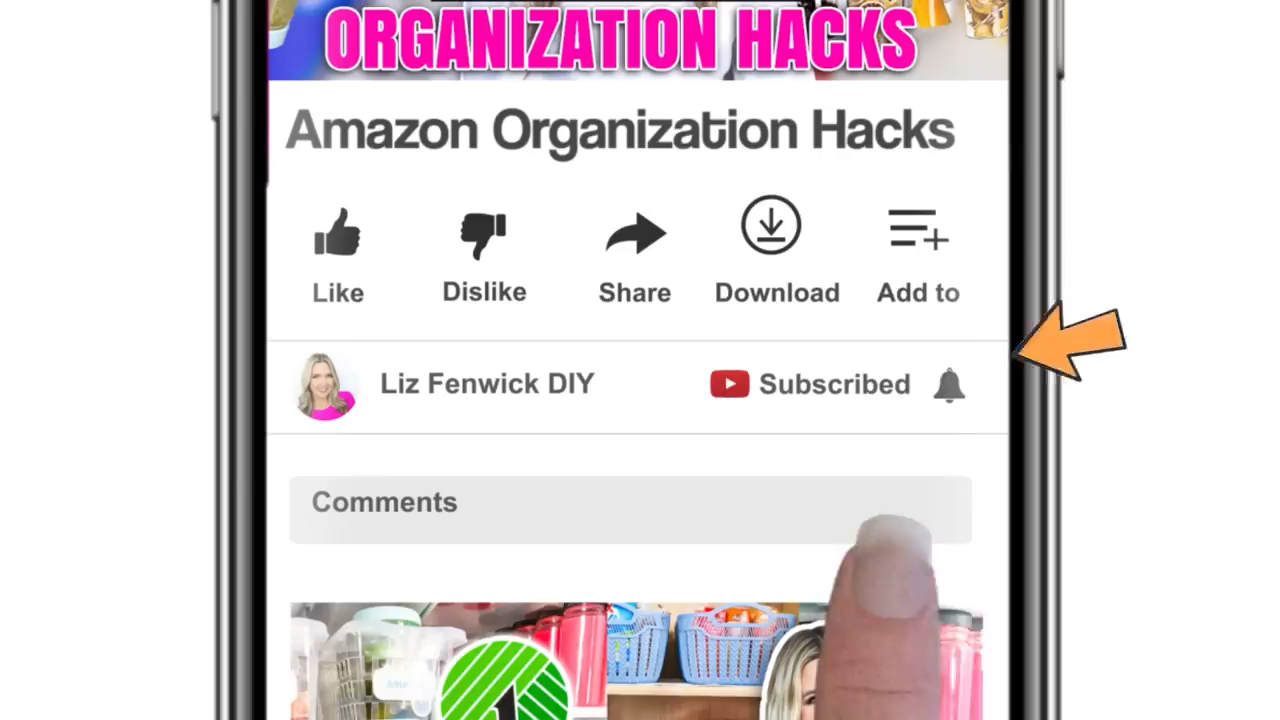 ORGANIZATION HACKS
Amazon Organization Hacks
Like Dislike Share Download Add to
Liz Fenwick DIY Subscribed
Comments